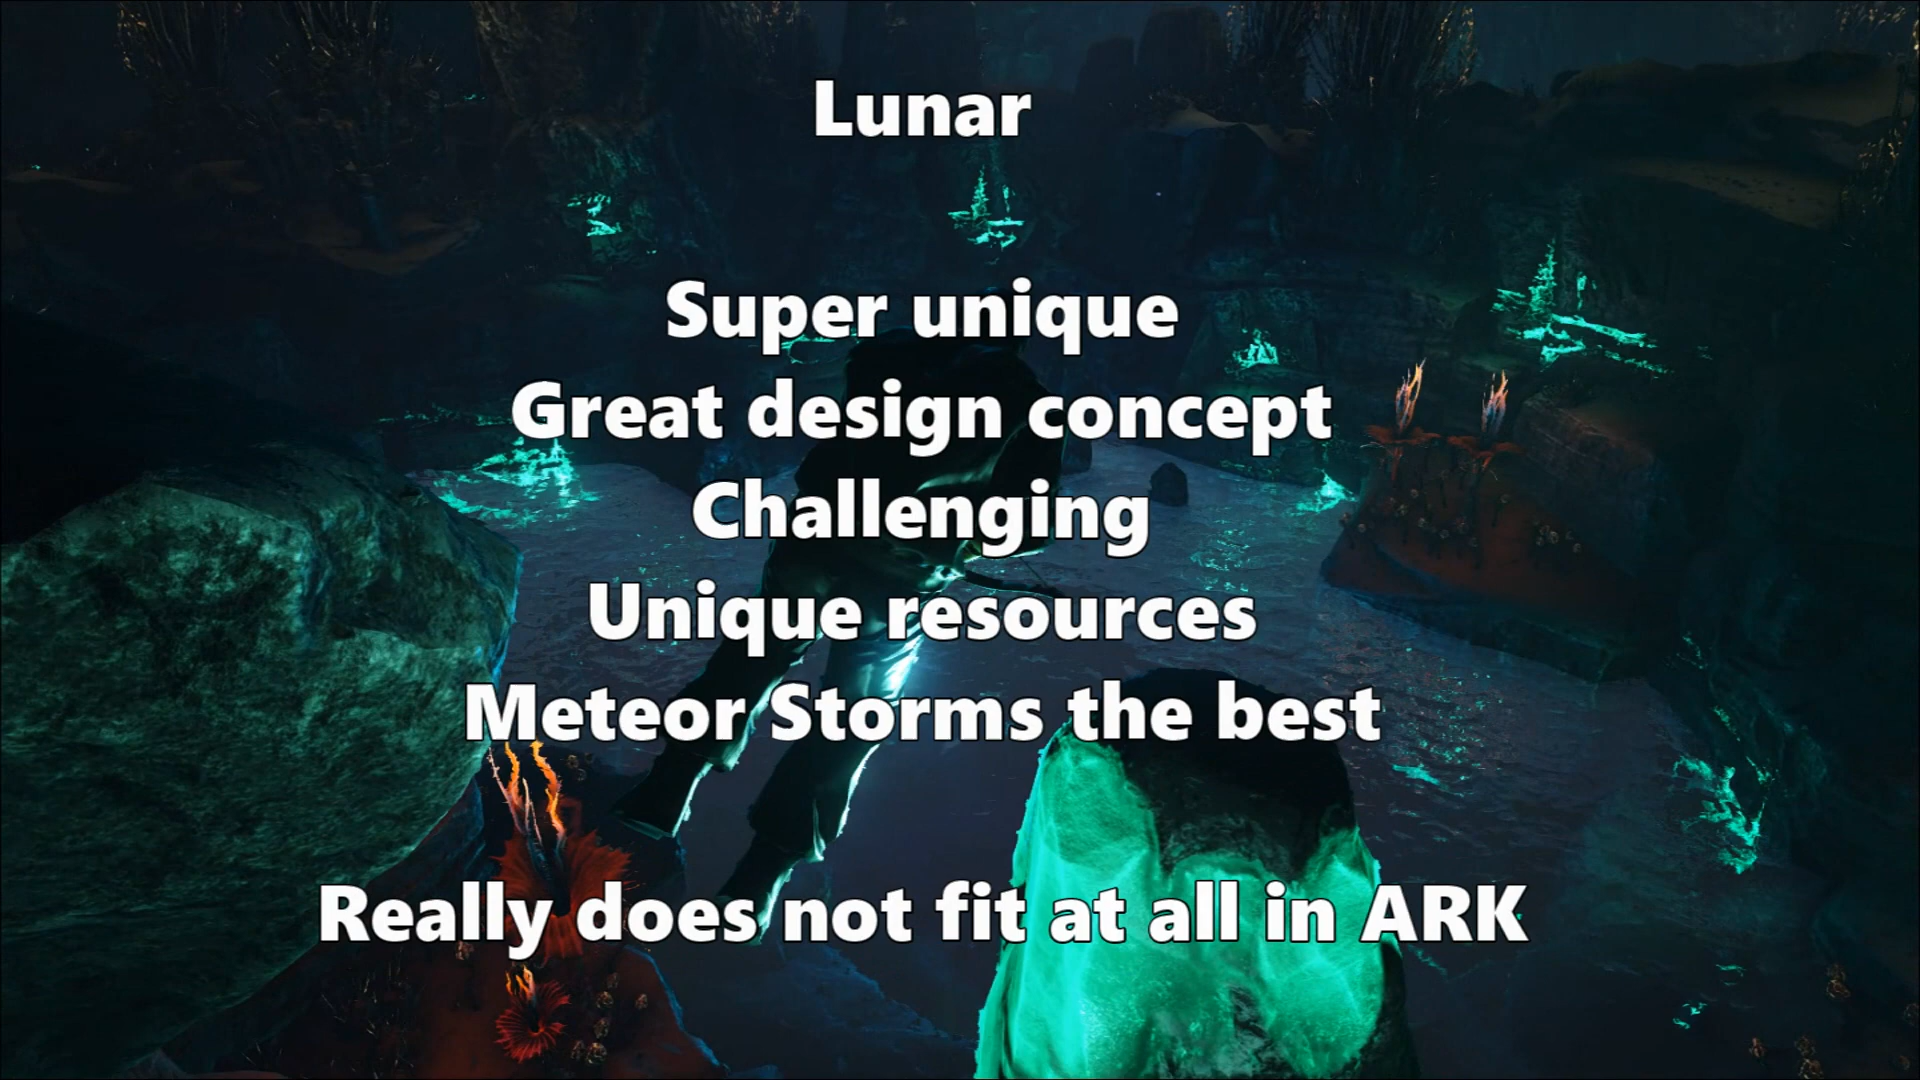 Lunar
Super unique
Great design concept
Challenging
Unique resources
Meteor Storms the best
Really does not fit at all in ARK